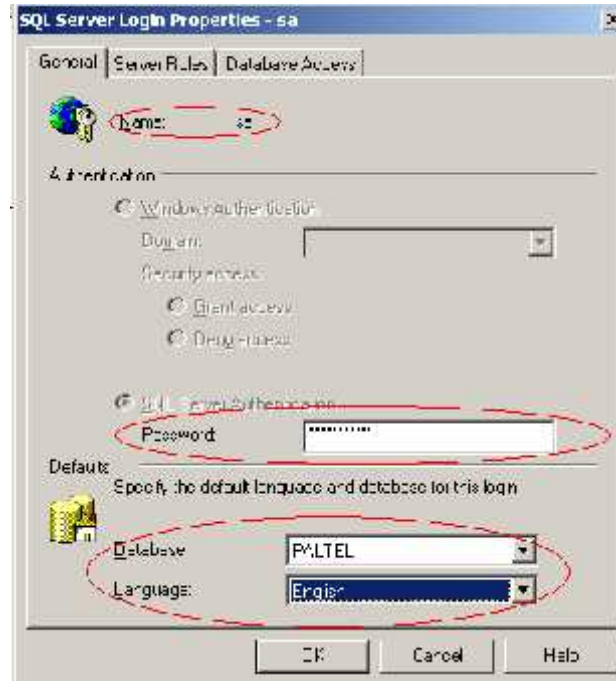 SQL Server Login Properties - sa
General Server Roles Database Access
Name: sa
Authentication
Windows Authentication
Domain:
Security access:
Grant access
Deny access
SQL Server Authentication
Password:
Defaults
Specify the default language and database for this login
Database: PALTEL
Language: English
OK Cancel Help